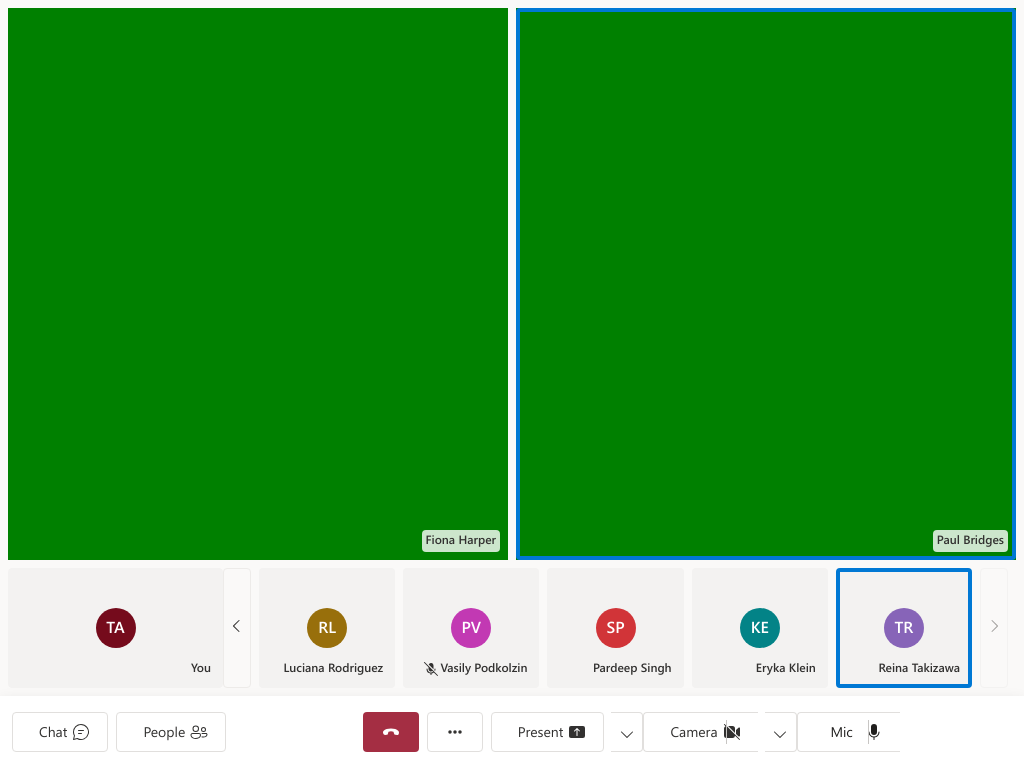 Fiona Harper
Paul Bridges
TA
You
RL
Luciana Rodriguez
PV
Vasily Podkolzin
SP
Pardeep Singh
KE
Eryka Klein
TR
Reina Takizawa
Chat
People
Present
Camera
Mic